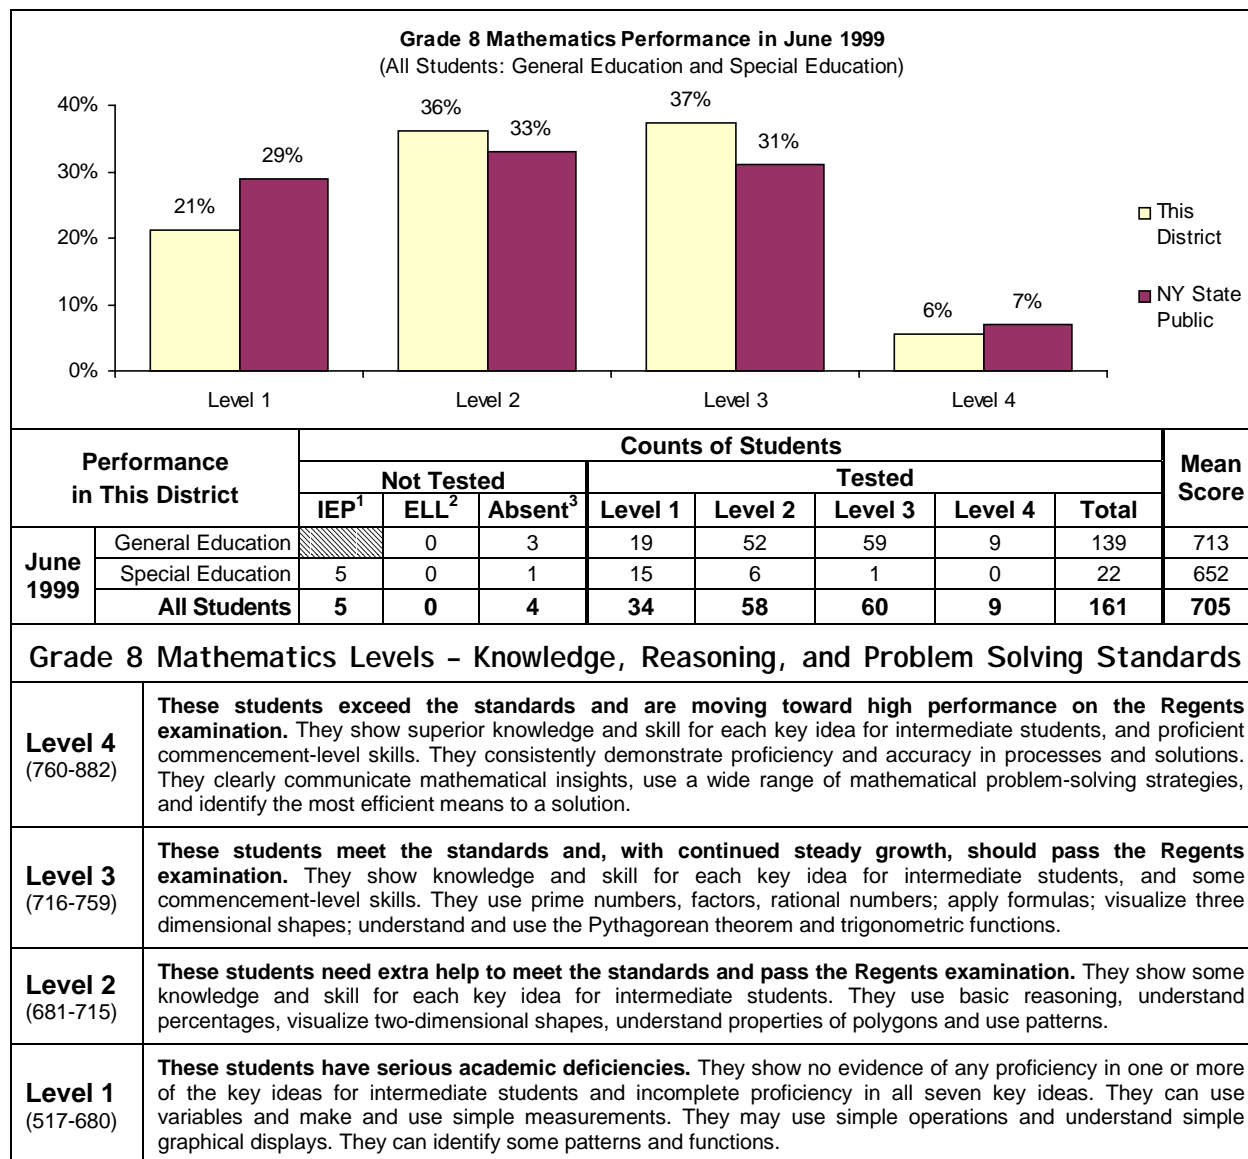 Grade 8 Mathematics Performance in June 1999
(All Students: General Education and Special Education)
40%
30%
20%
10%
0%
21%
29%
36%
33%
37%
31%
6%
7%
Level 1
Level 2
Level 3
Level 4
This
District
NY State
Public
Performance
in This District
Counts of Students
Mean
Score
Not Tested
Tested
IEP1 ELL2 Absent3 Level 1 Level 2 Level 3 Level 4 Total
June
1999
General Education 0 3 19 52 59 9 139 713
Special Education 5 0 1 15 6 1 0 22 652
All Students 5 0 4 34 58 60 9 161 705
Grade 8 Mathematics Levels – Knowledge, Reasoning, and Problem Solving Standards
Level 4
(760-882)
These students exceed the standards and are moving toward high performance on the Regents
examination. They show superior knowledge and skill for each key idea for intermediate students, and proficient
commencement-level skills. They consistently demonstrate proficiency and accuracy in processes and solutions.
They clearly communicate mathematical insights, use a wide range of mathematical problem-solving strategies,
and identify the most efficient means to a solution.
Level 3
(716-759)
These students meet the standards and, with continued steady growth, should pass the Regents
examination. They show knowledge and skill for each key idea for intermediate students, and some
commencement-level skills. They use prime numbers, factors, rational numbers; apply formulas; visualize three
dimensional shapes; understand and use the Pythagorean theorem and trigonometric functions.
Level 2
(681-715)
These students need extra help to meet the standards and pass the Regents examination. They show some
knowledge and skill for each key idea for intermediate students. They use basic reasoning, understand
percentages, visualize two-dimensional shapes, understand properties of polygons and use patterns.
Level 1
(517-680)
These students have serious academic deficiencies. They show no evidence of any proficiency in one or more
of the key ideas for intermediate students and incomplete proficiency in all seven key ideas. They can use
variables and make and use simple measurements. They may use simple operations and understand simple
graphical displays. They can identify some patterns and functions.